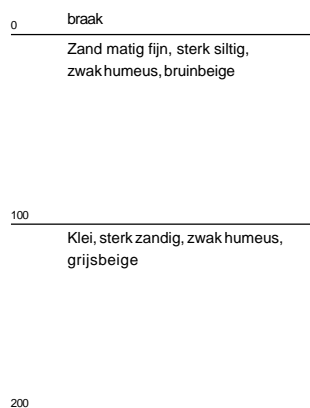 0 braak
Zand matig fijn, sterk siltig,
zwak humeus, bruinbeige
100
Klei, sterk zandig, zwak humeus,
grijsbeige
200